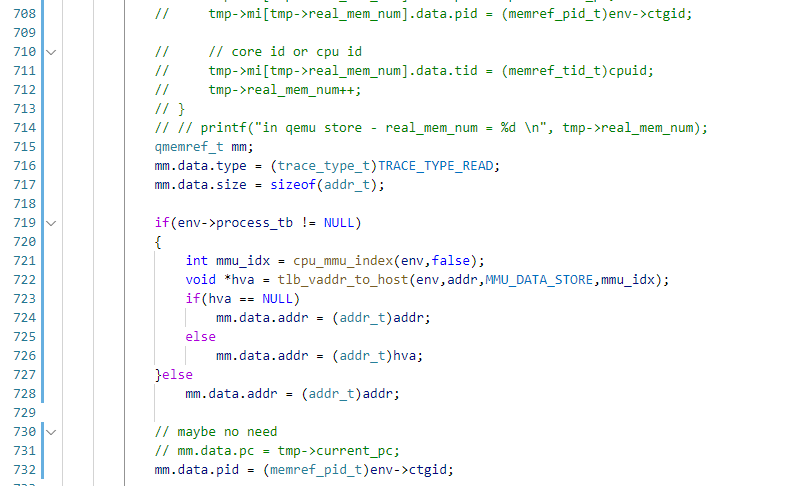 708 //     tmp->mi[tmp->real_mem_num].data.pid = (memref_pid_t)env->ctgid;
709
710 //     // core id or cpu id
711 //     tmp->mi[tmp->real_mem_num].data.tid = (memref_tid_t)cpuid;
712 //     tmp->real_mem_num++;
713 // }
714 // // printf("in qemu store - real_mem_num = %d \n", tmp->real_mem_num);
715 qmemref_t mm;
716 mm.data.type = (trace_type_t)TRACE_TYPE_READ;
717 mm.data.size = sizeof(addr_t);
718
719 if(env->process_tb != NULL)
720 {
721     int mmu_idx = cpu_mmu_index(env,false);
722     void *hva = tlb_vaddr_to_host(env,addr,MMU_DATA_STORE,mmu_idx);
723     if(hva == NULL)
724         mm.data.addr = (addr_t)addr;
725     else
726         mm.data.addr = (addr_t)hva;
727 }else
728     mm.data.addr = (addr_t)addr;
729
730 // maybe no need
731 // mm.data.pc = tmp->current_pc;
732 mm.data.pid = (memref_pid_t)env->ctgid;